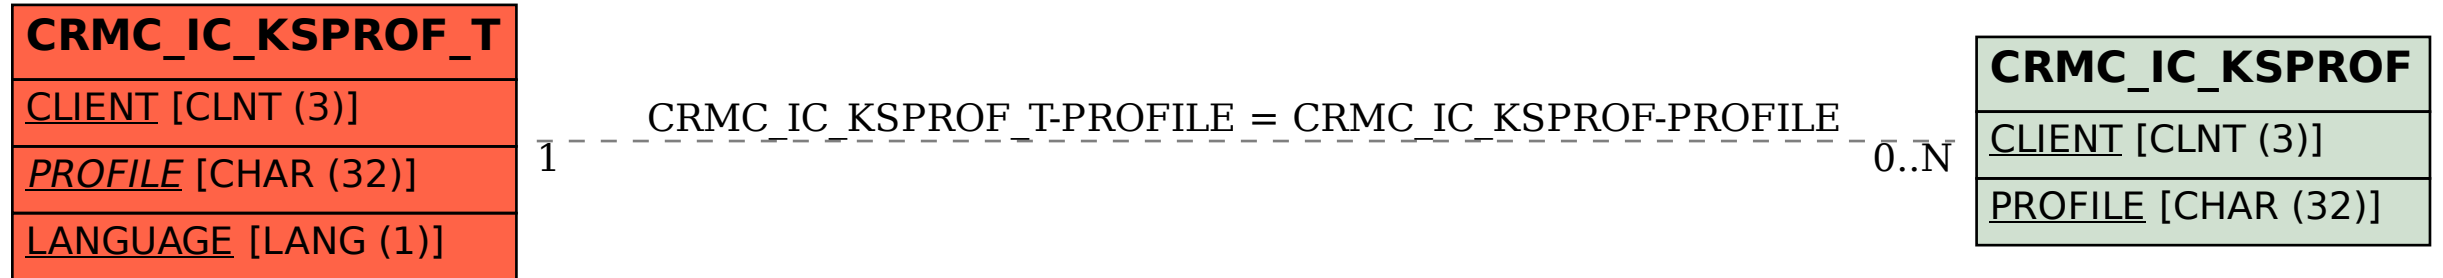 CRMC_IC_KSPROF_T
CLIENT [CLNT (3)]
PROFILE [CHAR (32)]
LANGUAGE [LANG (1)]
CRMC_IC_KSPROF_T-PROFILE = CRMC_IC_KSPROF-PROFILE
1
0..N
CRMC_IC_KSPROF
CLIENT [CLNT (3)]
PROFILE [CHAR (32)]